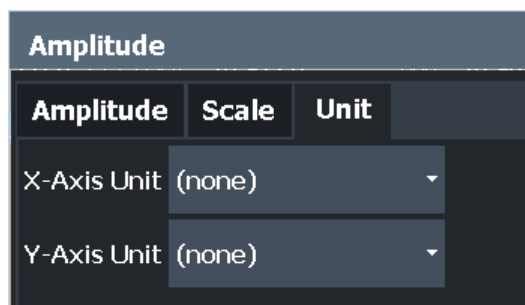 Amplitude
Amplitude Scale Unit
X-Axis Unit (none)
Y-Axis Unit (none)